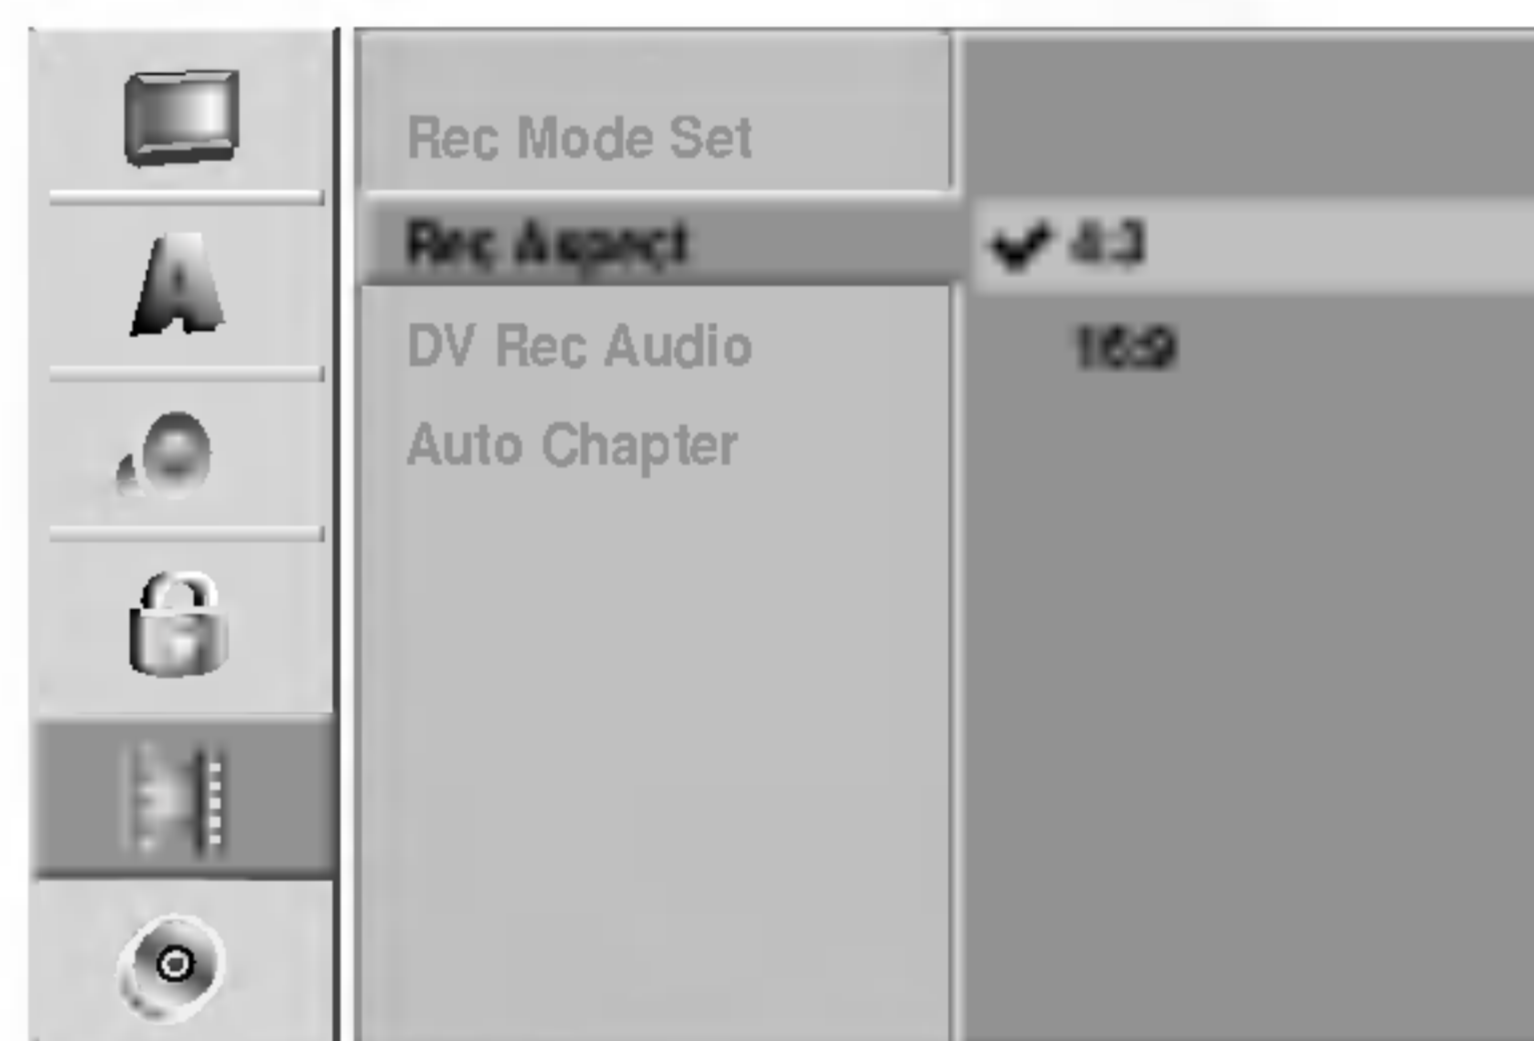 Rec Mode Set
Rec Aspect ✔ 4:3
DV Rec Audio 16:9
Auto Chapter